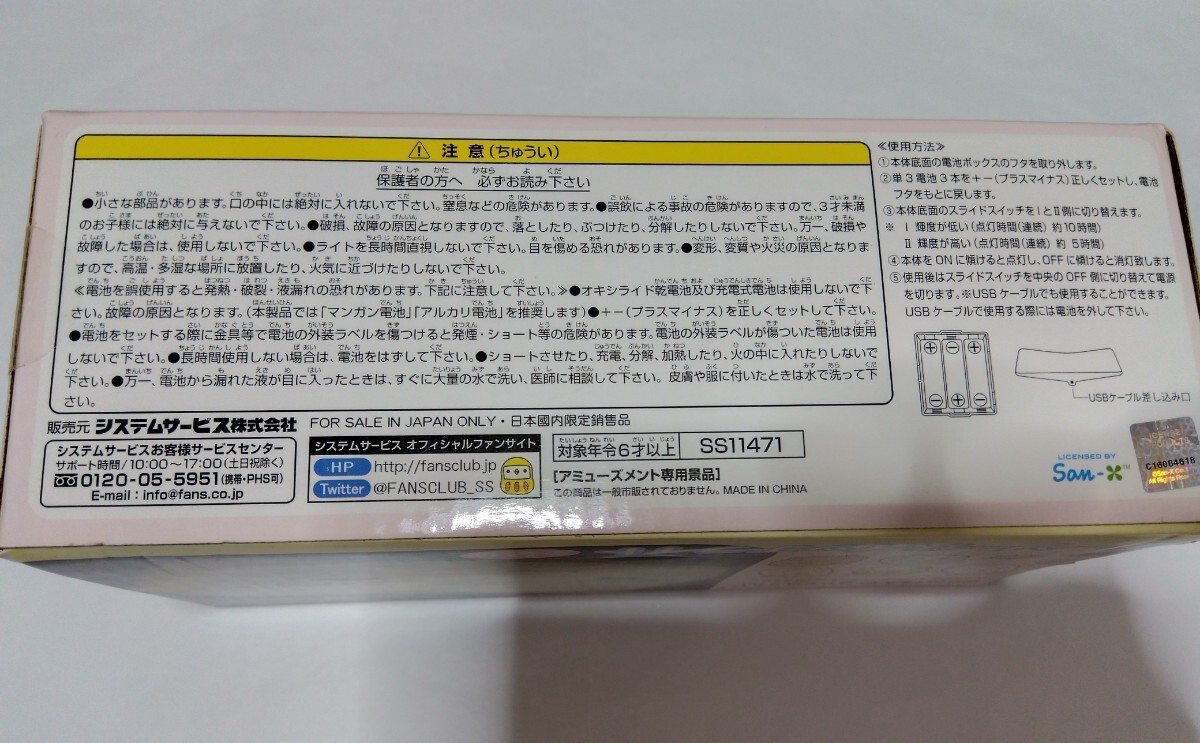 ⚠ 注意(ちゅうい)
保護者の方へ 必ずお読み下さい
●小さな部品があります。口の中には絶対に入れないで下さい。窒息などの危険があります。●誤飲による事故の危険がありますので、3才未満
のお子様には絶対に与えないで下さい。●破損、故障の原因となりますので、落としたり、ぶつけたり、分解したりしないで下さい。万一、破損や
故障した場合は、使用しないで下さい。●ライトを長時間直視しないで下さい。目を傷める恐れがあります。●変形、変質や火災の原因となりま
すので、高温・多湿な場所に放置したり、火気に近づけたりしないで下さい。
≪電池を誤使用すると発熱・破裂・液漏れの恐れがあります。下記に注意して下さい。≫●オキシライド乾電池及び充電式電池は使用しないで下
さい。故障の原因となります。(本製品では「マンガン電池」「アルカリ電池」を推奨します)●+-(プラスマイナス)を正しくセットして下さい。
●電池をセットする際に金具等で電池の外装ラベルを傷つけると発煙・ショート等の危険があります。電池の外装ラベルが傷ついた電池は使用
しないで下さい。●長時間使用しない場合は、電池をはずして下さい。●ショートさせたり、充電、分解、加熱したり、火の中に入れたりしないで
下さい。●万一、電池から漏れた液が目に入ったときは、すぐに大量の水で洗い、医師に相談して下さい。皮膚や服に付いたときは水で洗って下
さい。
≪使用方法≫
①本体底面の電池ボックスのフタを取り外します。
②単3電池3本を+-(プラスマイナス)正しくセットし、電池
フタをもとに戻します。
③本体底面のスライドスイッチをⅠとⅡ側に切り替えます。
※ Ⅰ 輝度が低い(点灯時間(連続) 約10時間)
Ⅱ 輝度が高い(点灯時間(連続) 約 5時間)
④本体をONに傾けると点灯し、OFFに傾けると消灯致します。
⑤使用後はスライドスイッチを中央のOFF側に切り替えて電源
を切ります。※USBケーブルでも使用することができます。
USBケーブルで使用する際には電池を外して下さい。
USBケーブル差し込み口
販売元 システムサービス株式会社 FOR SALE IN JAPAN ONLY・日本國内限定銷售品
システムサービスお客様サービスセンター
サポート時間/10:00〜17:00(土日祝除く)
0120-05-5951(携帯・PHS可)
E-mail : info@fans.co.jp
システムサービス オフィシャルファンサイト
HP http://fansclub.jp
Twitter @FANSCLUB_SS
対象年令6才以上 SS11471
[アミューズメント専用景品]
この商品は一般市販されておりません。MADE IN CHINA
LICENSED BY
San-X™
C16084618